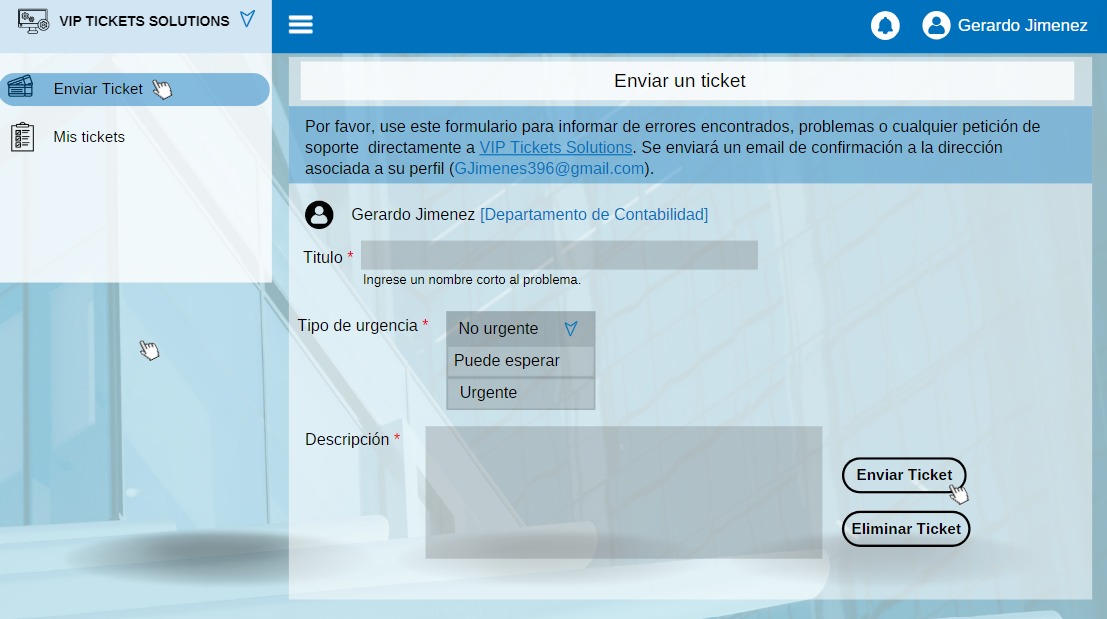 VIP TICKETS SOLUTIONS
Gerardo Jimenez
Enviar Ticket
Mis tickets
Enviar un ticket
Por favor, use este formulario para informar de errores encontrados, problemas o cualquier petición de
soporte directamente a VIP Tickets Solutions. Se enviará un email de confirmación a la dirección
asociada a su perfil (GJimenes396@gmail.com).
Gerardo Jimenez [Departamento de Contabilidad]
Titulo *
Ingrese un nombre corto al problema.
Tipo de urgencia *
No urgente
Puede esperar
Urgente
Descripción *
Enviar Ticket
Eliminar Ticket